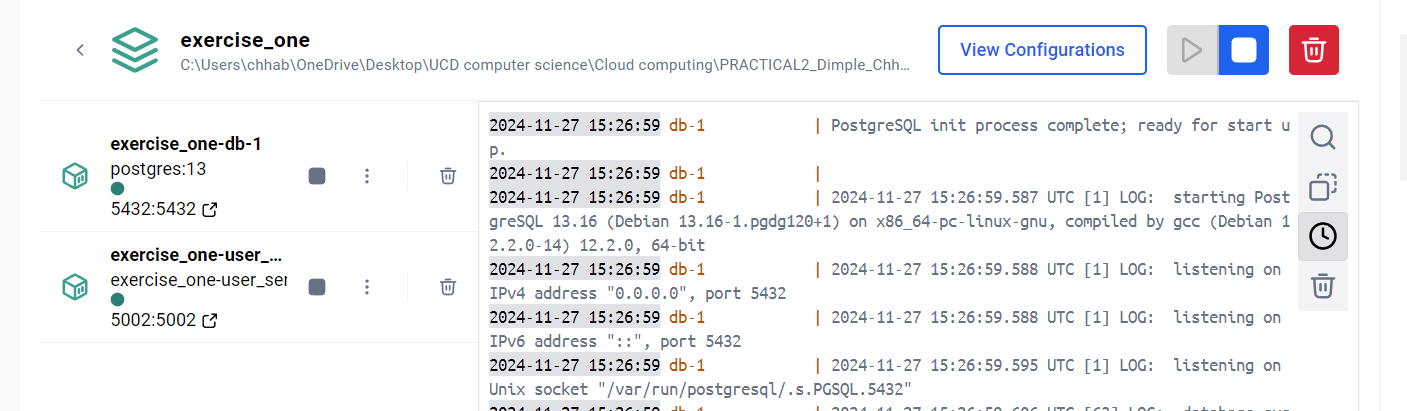 exercise_one
C:\Users\chhab\OneDrive\Desktop\UCD computer science\Cloud computing\PRACTICAL2_Dimple_Chh...
View Configurations
exercise_one-db-1
postgres:13
5432:5432
exercise_one-user_...
exercise_one-user_ser
5002:5002
2024-11-27 15:26:59 db-1 | PostgreSQL init process complete; ready for start u
p.
2024-11-27 15:26:59 db-1 |
2024-11-27 15:26:59 db-1 | 2024-11-27 15:26:59.587 UTC [1] LOG: starting Post
greSQL 13.16 (Debian 13.16-1.pgdg120+1) on x86_64-pc-linux-gnu, compiled by gcc (Debian 1
2.2.0-14) 12.2.0, 64-bit
2024-11-27 15:26:59 db-1 | 2024-11-27 15:26:59.588 UTC [1] LOG: listening on
IPv4 address "0.0.0.0", port 5432
2024-11-27 15:26:59 db-1 | 2024-11-27 15:26:59.588 UTC [1] LOG: listening on
IPv6 address "::", port 5432
2024-11-27 15:26:59 db-1 | 2024-11-27 15:26:59.595 UTC [1] LOG: listening on
Unix socket "/var/run/postgresql/.s.PGSQL.5432"